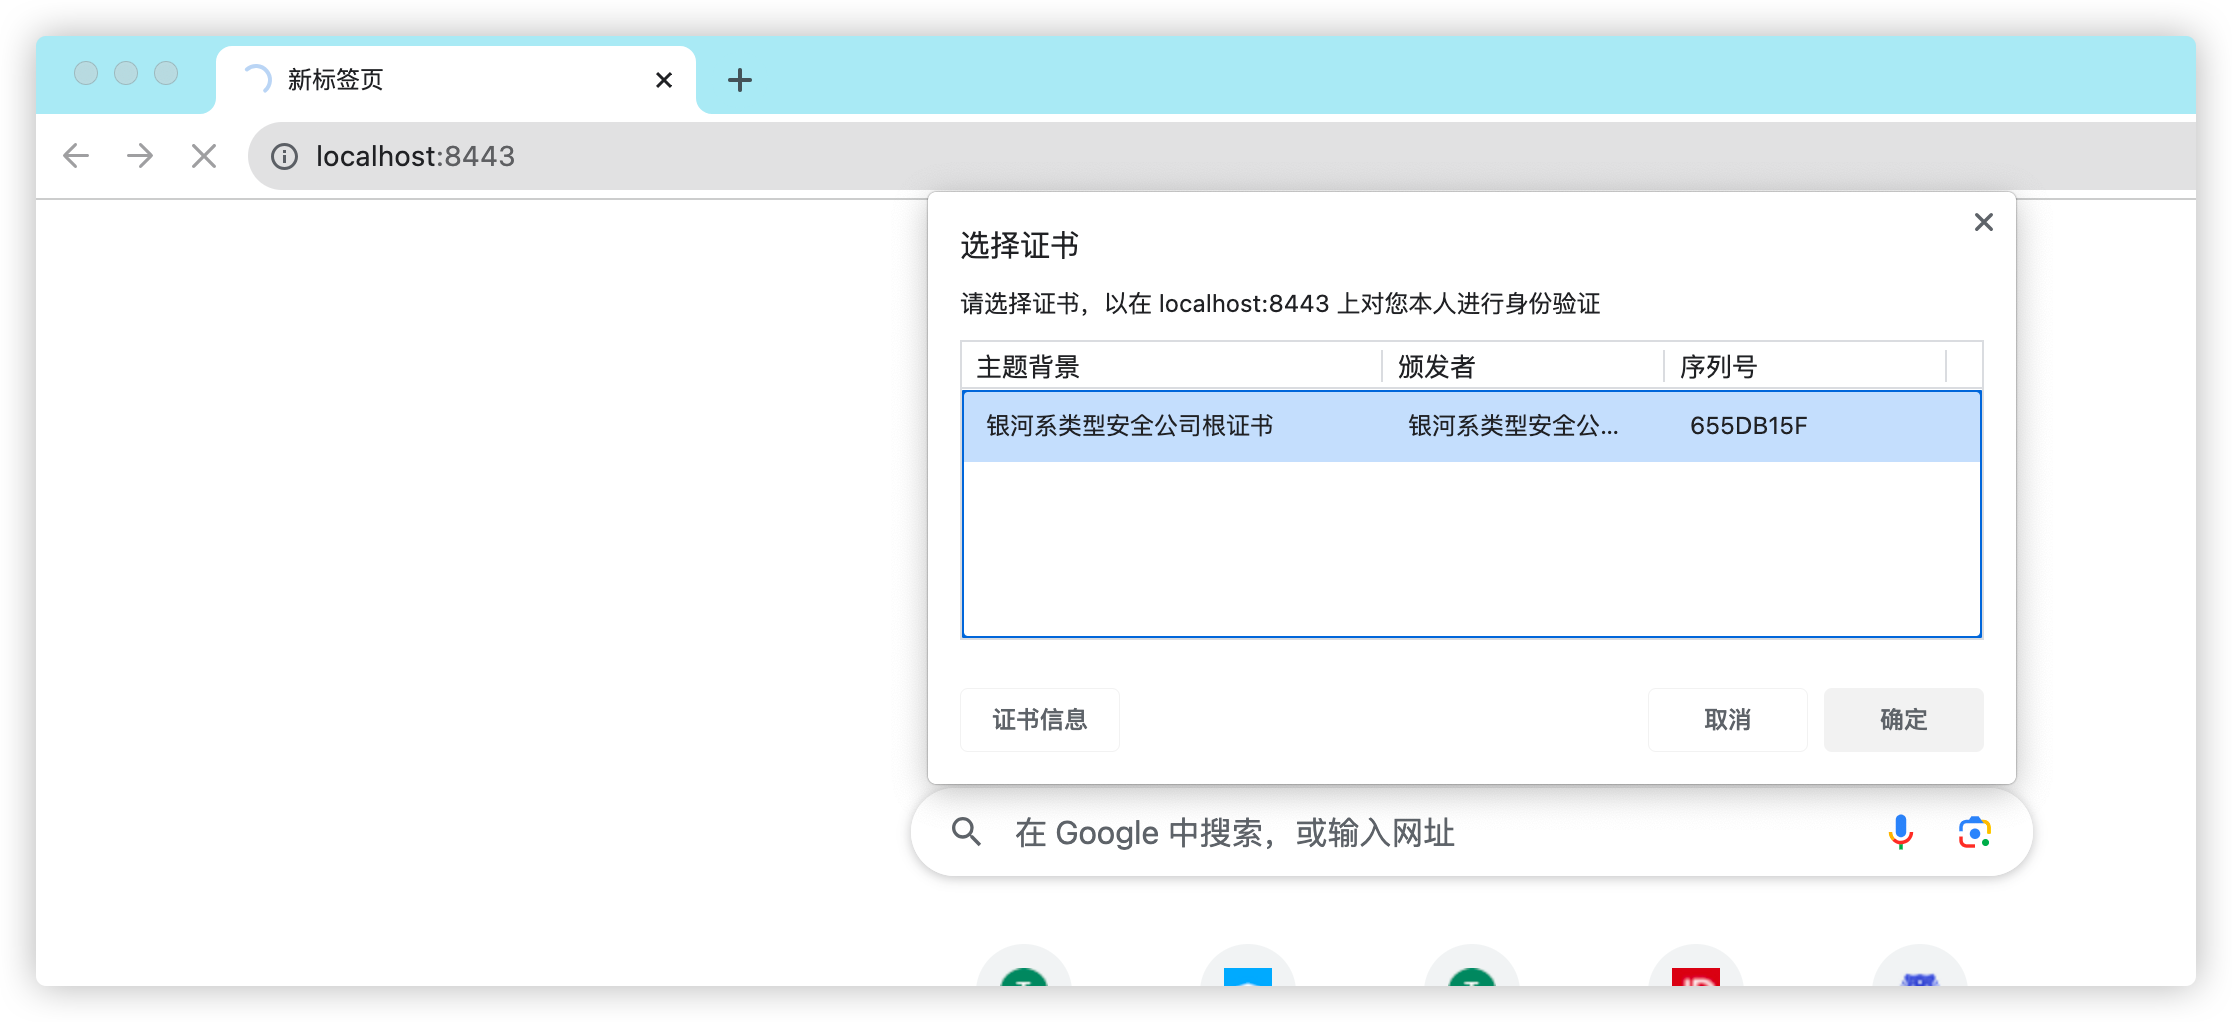 新标签页
localhost:8443
选择证书
请选择证书，以在 localhost:8443 上对您本人进行身份验证
主题背景 颁发者 序列号
银河系类型安全公司根证书 银河系类型安全公... 655DB15F
证书信息 取消 确定
在 Google 中搜索，或输入网址